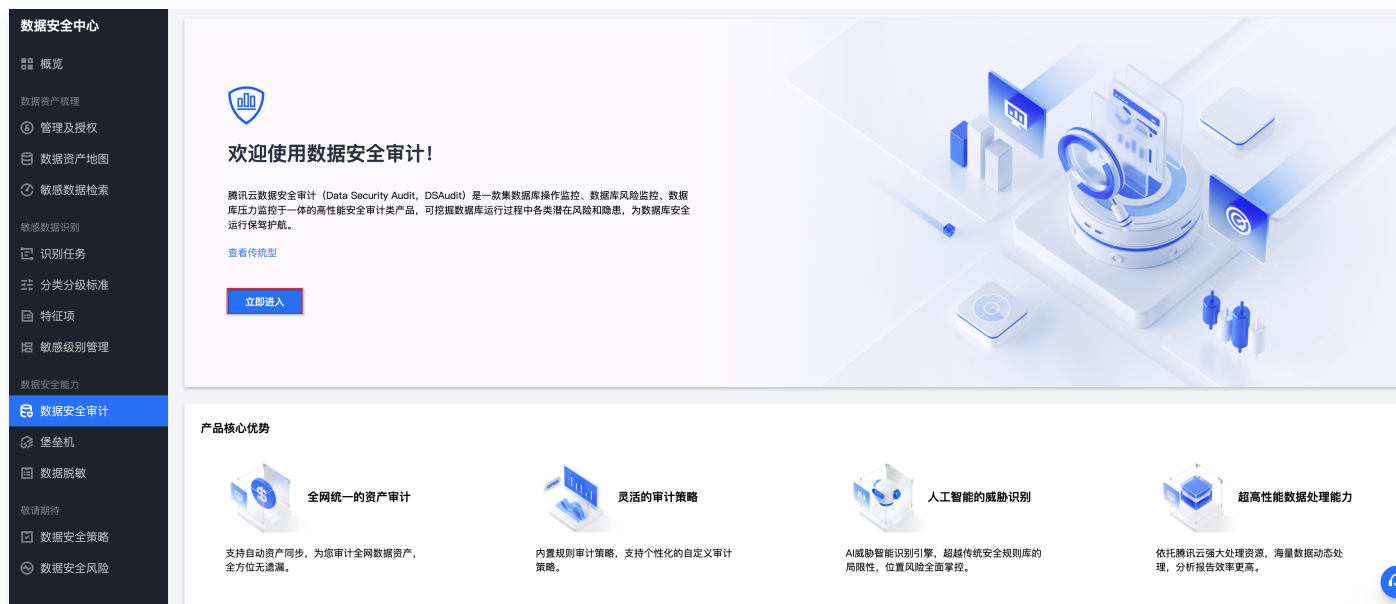 数据安全中心
概览
数据资产梳理
管理及授权
数据资产地图
敏感数据检索
敏感数据识别
识别任务
分类分级标准
特征项
敏感级别管理
数据安全能力
数据安全审计
堡垒机
数据脱敏
敬请期待
数据安全策略
数据安全风险
欢迎使用数据安全审计!
腾讯云数据安全审计（Data Security Audit，DSAudit）是一款集数据库操作监控、数据库风险监控、数据
库压力监控于一体的高性能安全审计类产品，可挖掘数据库运行过程中各类潜在风险和隐患，为数据库安全
运行保驾护航。
查看传统型
立即进入
产品核心优势
全网统一的资产审计
支持自动资产同步，为您审计全网数据资产，
全方位无遗漏。
灵活的审计策略
内置规则审计策略，支持个性化的自定义审计
策略。
人工智能的威胁识别
AI威胁智能识别引擎，超越传统安全规则库的
局限性，位置风险全面掌控。
超高性能数据处理能力
依托腾讯云强大处理资源，海量数据动态处
理，分析报告效率更高。